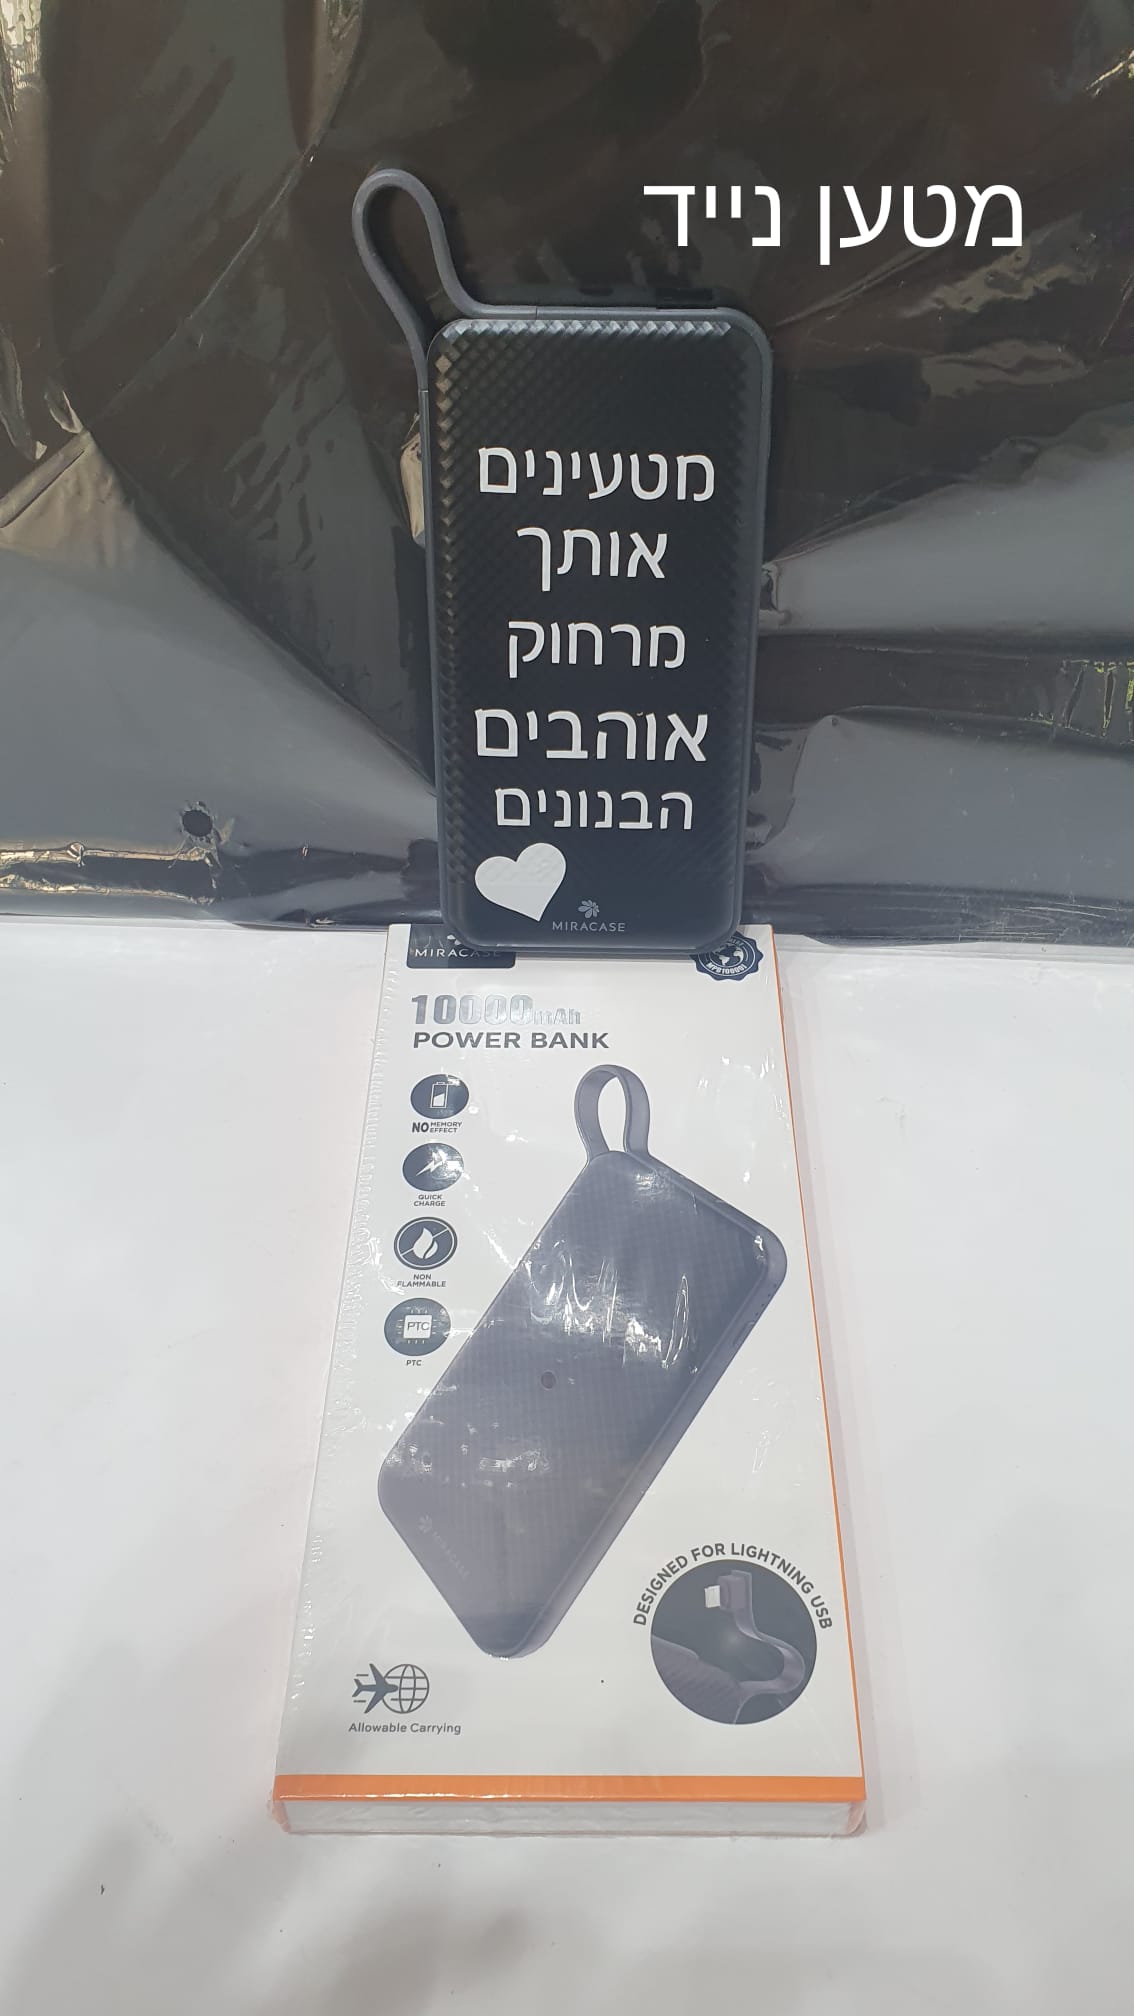 מטען נייד
מטעינים
אותך
מרחוק
אוהבים
הבנונים
MIRACASE
MIRACASE
10000mAh
POWER BANK
NO MEMORY
EFFECT
QUICK
CHARGE
NON
FLAMMABLE
PTC
PTC
MIRACASE
DESIGNED FOR LIGHTNING USB
Allowable Carrying